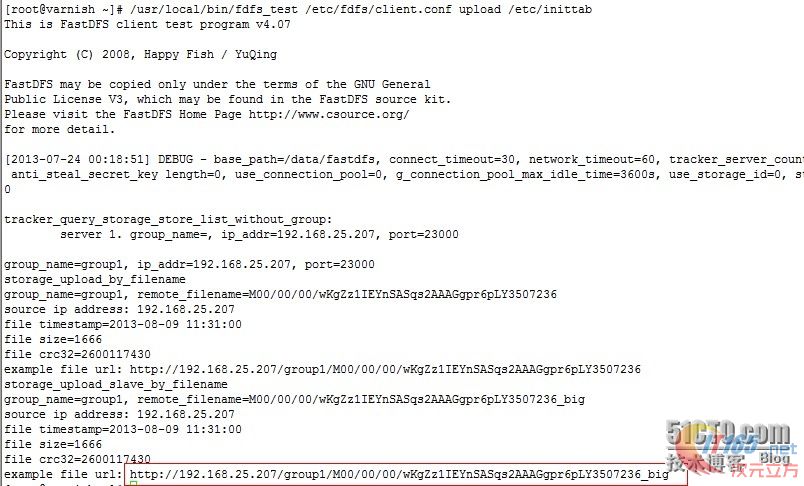 [root@varnish ~]# /usr/local/bin/fdfs_test /etc/fdfs/client.conf upload /etc/inittab
This is FastDFS client test program v4.07
Copyright (C) 2008, Happy Fish / YuQing
FastDFS may be copied only under the terms of the GNU General
Public License V3, which may be found in the FastDFS source kit.
Please visit the FastDFS Home Page http://www.csource.org/
for more detail.
[2013-07-24 00:18:51] DEBUG - base_path=/data/fastdfs, connect_timeout=30, network_timeout=60, tracker_server_count
anti_steal_secret_key length=0, use_connection_pool=0, g_connection_pool_max_idle_time=3600s, use_storage_id=0, st
0
tracker_query_storage_store_list_without_group:
server 1. group_name=, ip_addr=192.168.25.207, port=23000
group_name=group1, ip_addr=192.168.25.207, port=23000
storage_upload_by_filename
group_name=group1, remote_filename=M00/00/00/wKgZz1IEYnSASqs2AAAGgpr6pLY3507236
source ip address: 192.168.25.207
file timestamp=2013-08-09 11:31:00
file size=1666
file crc32=2600117430
example file url: http://192.168.25.207/group1/M00/00/00/wKgZz1IEYnSASqs2AAAGgpr6pLY3507236
storage_upload_slave_by_filename
group_name=group1, remote_filename=M00/00/00/wKgZz1IEYnSASqs2AAAGgpr6pLY3507236_big
source ip address: 192.168.25.207
file timestamp=2013-08-09 11:31:00
file size=1666
file crc32=2600117430
example file url: http://192.168.25.207/group1/M00/00/00/wKgZz1IEYnSASqs2AAAGgpr6pLY3507236_big
51CTO.com
技术博客 Blog
IT165.net
次元立方